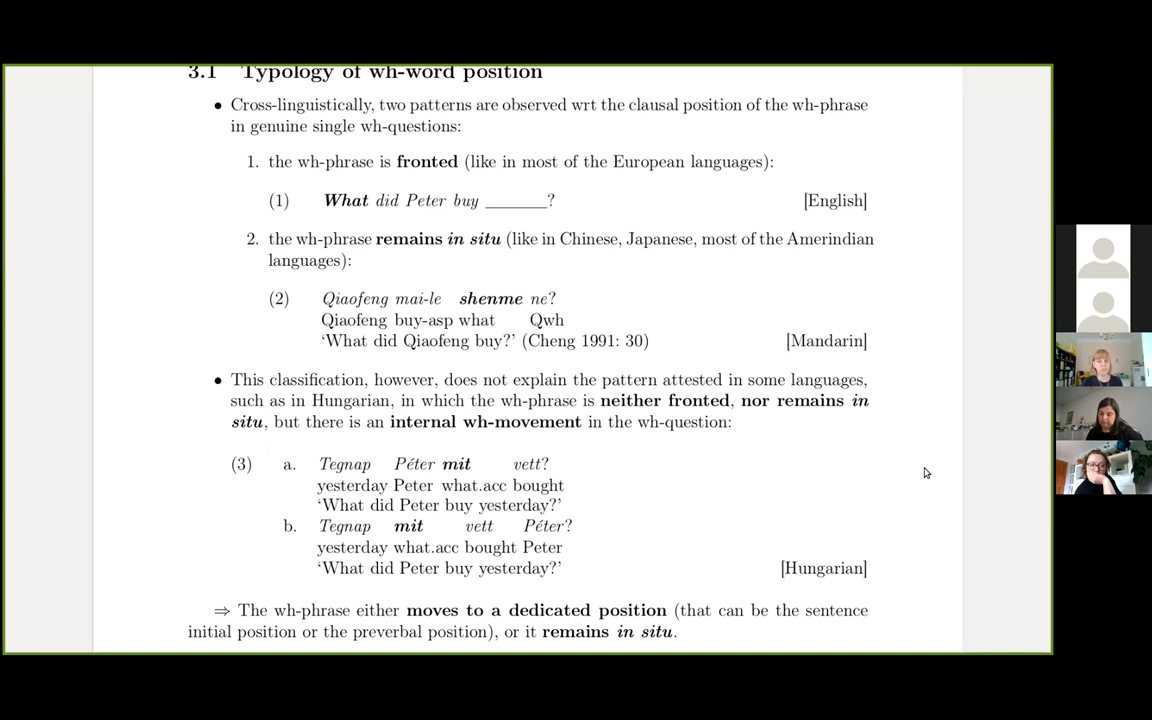 3.1 Typology of wh-word position
• Cross-linguistically, two patterns are observed wrt the clausal position of the wh-phrase
in genuine single wh-questions:
1. the wh-phrase is fronted (like in most of the European languages):
(1) What did Peter buy ______? [English]
2. the wh-phrase remains in situ (like in Chinese, Japanese, most of the Amerindian
languages):
(2) Qiaofeng mai-le shenme ne?
Qiaofeng buy-asp what Qwh
‘What did Qiaofeng buy?’ (Cheng 1991: 30) [Mandarin]
• This classification, however, does not explain the pattern attested in some languages,
such as in Hungarian, in which the wh-phrase is neither fronted, nor remains in
situ, but there is an internal wh-movement in the wh-question:
(3) a. Tegnap Péter mit vett?
yesterday Peter what.acc bought
‘What did Peter buy yesterday?’
b. Tegnap mit vett Péter?
yesterday what.acc bought Peter
‘What did Peter buy yesterday?’ [Hungarian]
⇒ The wh-phrase either moves to a dedicated position (that can be the sentence
initial position or the preverbal position), or it remains in situ.